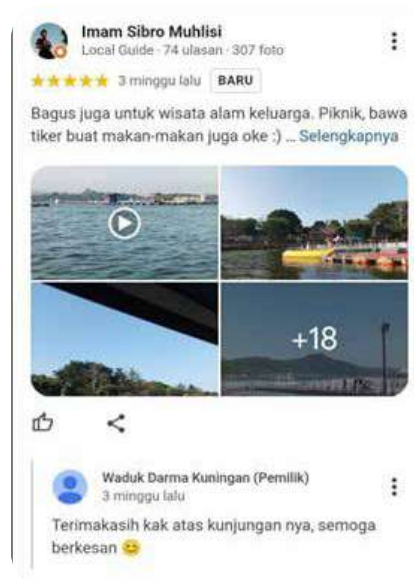 Imam Sibro Muhlisi
Local Guide · 74 ulasan · 307 foto
3 minggu lalu BARU
Bagus juga untuk wisata alam keluarga. Piknik, bawa
tiker buat makan-makan juga oke :) ... Selengkapnya
+18
Waduk Darma Kuningan (Pemilik)
3 minggu lalu
Terimakasih kak atas kunjungan nya, semoga
berkesan 😊